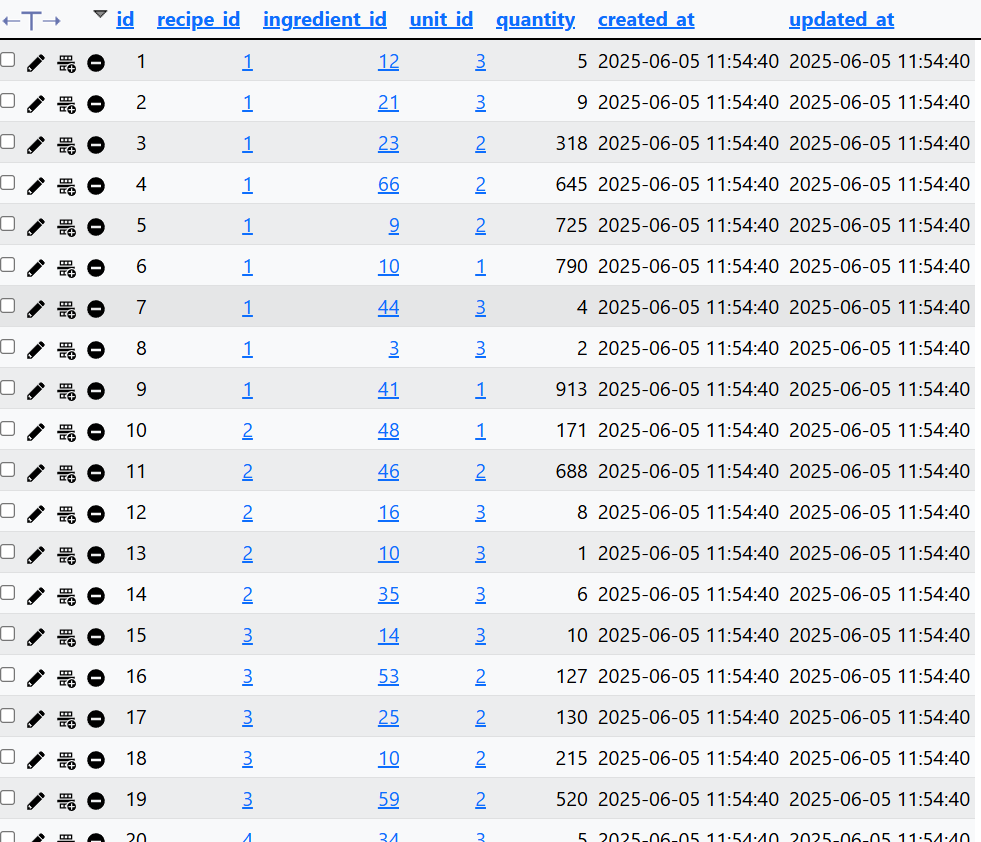 ←T→ id recipe_id ingredient_id unit_id quantity created_at updated_at
1 1 12 3 5 2025-06-05 11:54:40 2025-06-05 11:54:40
2 1 21 3 9 2025-06-05 11:54:40 2025-06-05 11:54:40
3 1 23 2 318 2025-06-05 11:54:40 2025-06-05 11:54:40
4 1 66 2 645 2025-06-05 11:54:40 2025-06-05 11:54:40
5 1 9 2 725 2025-06-05 11:54:40 2025-06-05 11:54:40
6 1 10 1 790 2025-06-05 11:54:40 2025-06-05 11:54:40
7 1 44 3 4 2025-06-05 11:54:40 2025-06-05 11:54:40
8 1 3 3 2 2025-06-05 11:54:40 2025-06-05 11:54:40
9 1 41 1 913 2025-06-05 11:54:40 2025-06-05 11:54:40
10 2 48 1 171 2025-06-05 11:54:40 2025-06-05 11:54:40
11 2 46 2 688 2025-06-05 11:54:40 2025-06-05 11:54:40
12 2 16 3 8 2025-06-05 11:54:40 2025-06-05 11:54:40
13 2 10 3 1 2025-06-05 11:54:40 2025-06-05 11:54:40
14 2 35 3 6 2025-06-05 11:54:40 2025-06-05 11:54:40
15 3 14 3 10 2025-06-05 11:54:40 2025-06-05 11:54:40
16 3 53 2 127 2025-06-05 11:54:40 2025-06-05 11:54:40
17 3 25 2 130 2025-06-05 11:54:40 2025-06-05 11:54:40
18 3 10 2 215 2025-06-05 11:54:40 2025-06-05 11:54:40
19 3 59 2 520 2025-06-05 11:54:40 2025-06-05 11:54:40
20 4 34 3 5 2025-06-05 11:54:40 2025-06-05 11:54:40